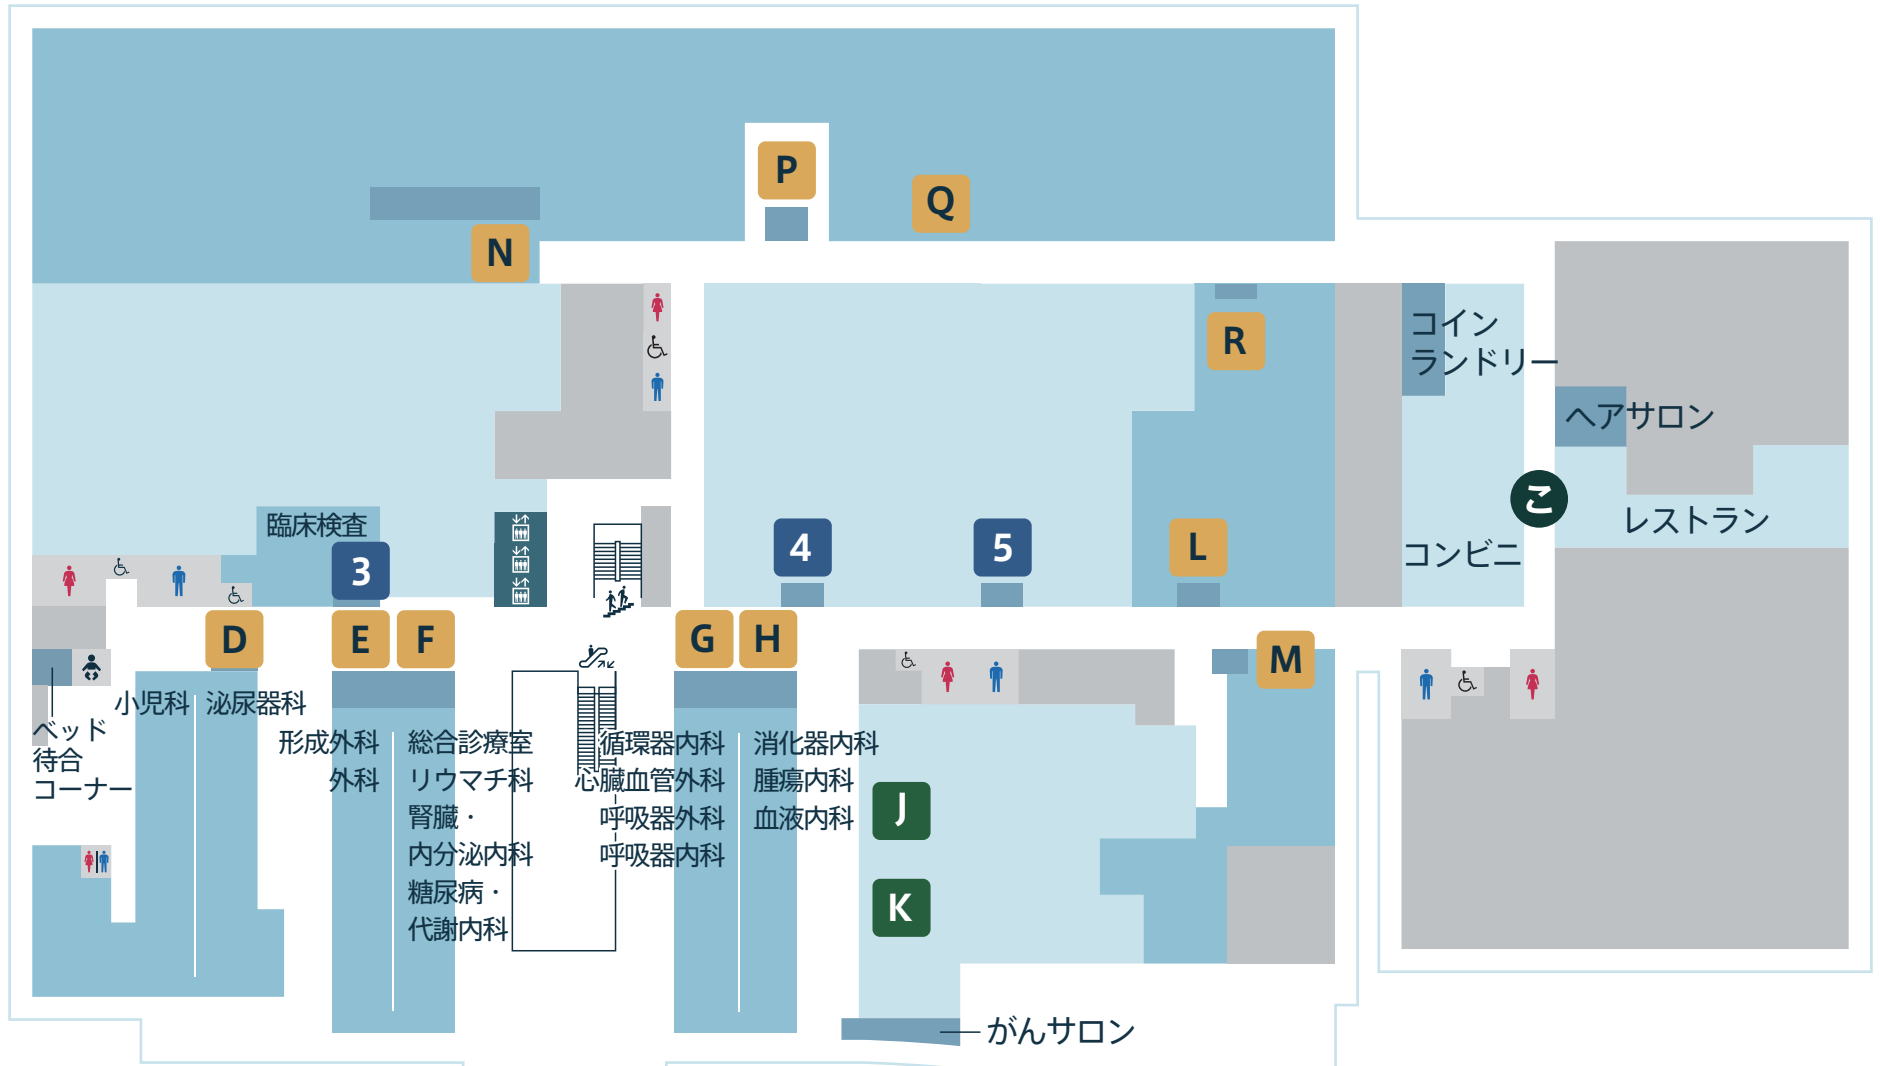 P
Q
N
コイン
ランドリー
R
ヘアサロン
こ
レストラン
臨床検査
3
4
5
L
コンビニ
D
E
F
G
H
M
小児科
泌尿器科
ベッド
待合
コーナー
形成外科
外科
総合診療室
リウマチ科
腎臓・
内分泌内科
糖尿病・
代謝内科
循環器内科
心臓血管外科
呼吸器外科
呼吸器内科
消化器内科
腫瘍内科
血液内科
J
K
がんサロン